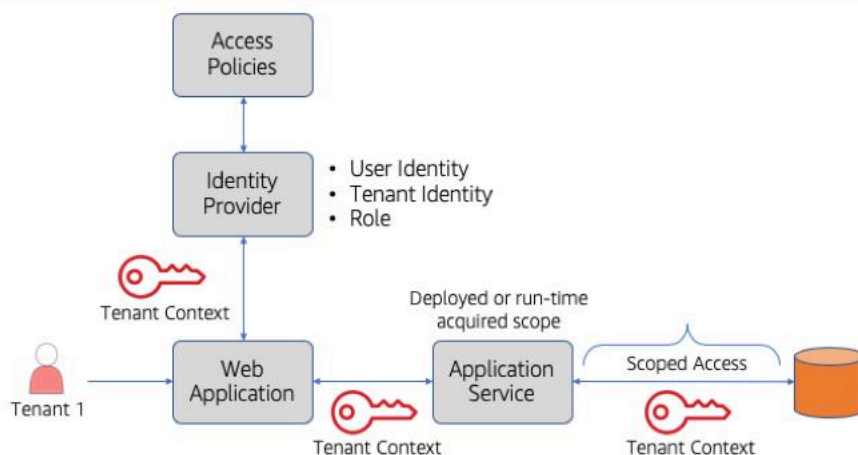 Access
Policies
Identity
Provider
• User Identity
• Tenant Identity
• Role
Tenant Context
Deployed or run-time
acquired scope
Tenant 1
Web
Application
Tenant Context
Application
Service
Scoped Access
Tenant Context